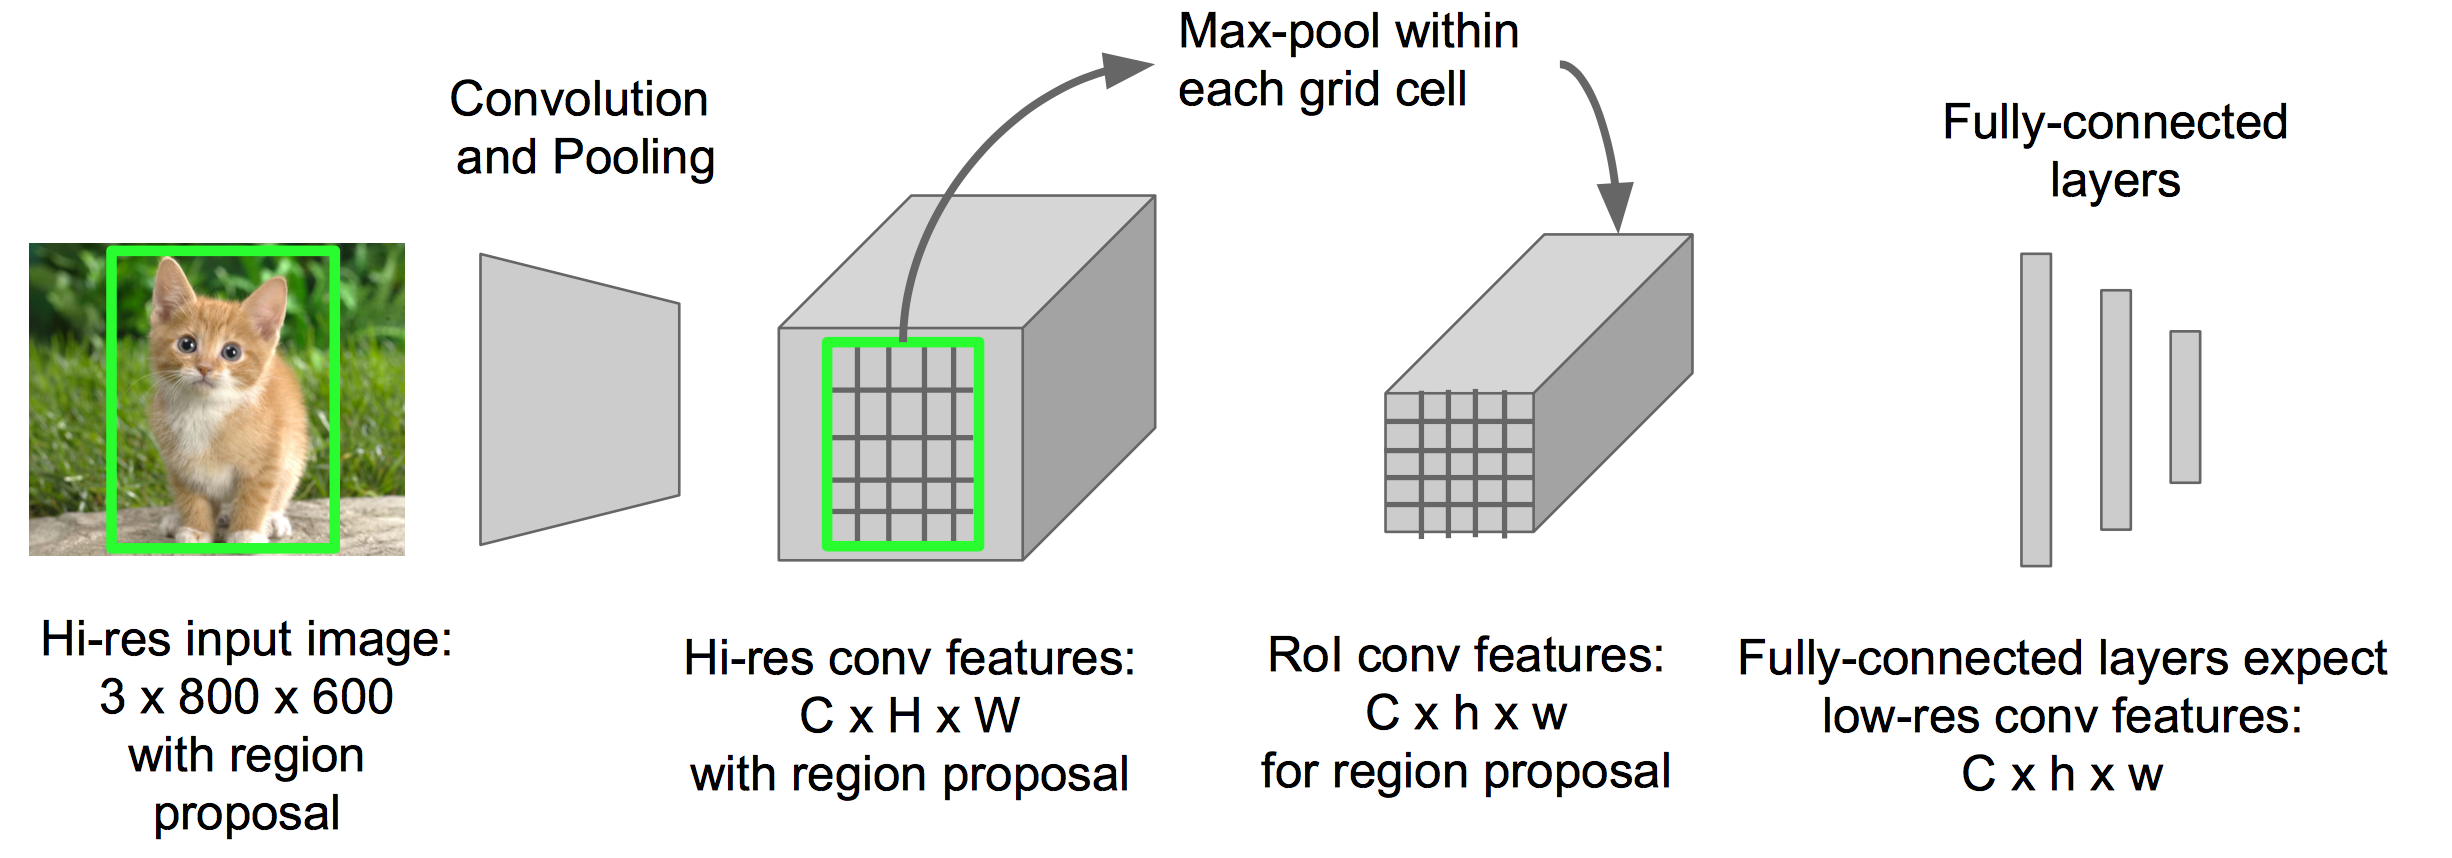 Convolution
and Pooling
Max-pool within
each grid cell
Fully-connected
layers
Hi-res input image:
3 x 800 x 600
with region
proposal
Hi-res conv features:
C x H x W
with region proposal
RoI conv features:
C x h x w
for region proposal
Fully-connected layers expect
low-res conv features:
C x h x w